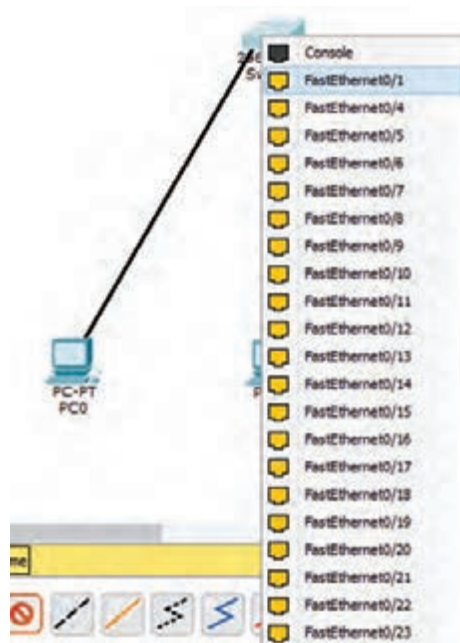 Console
FastEthernet0/1
FastEthernet0/4
FastEthernet0/5
FastEthernet0/6
FastEthernet0/7
FastEthernet0/8
FastEthernet0/9
FastEthernet0/10
FastEthernet0/11
FastEthernet0/12
FastEthernet0/13
FastEthernet0/14
FastEthernet0/15
FastEthernet0/16
FastEthernet0/17
FastEthernet0/18
FastEthernet0/19
FastEthernet0/20
FastEthernet0/21
FastEthernet0/22
FastEthernet0/23
PC-PT
PC0
me